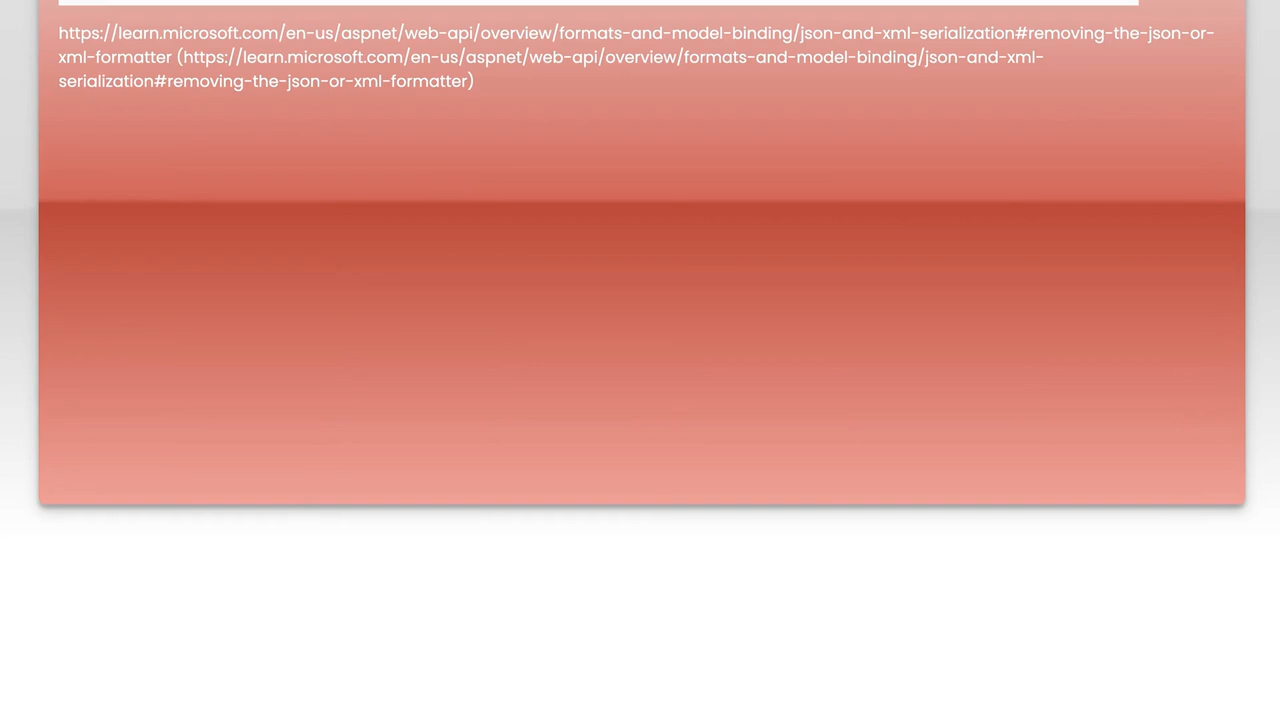 https://learn.microsoft.com/en-us/aspnet/web-api/overview/formats-and-model-binding/json-and-xml-serialization#removing-the-json-or-
xml-formatter (https://learn.microsoft.com/en-us/aspnet/web-api/overview/formats-and-model-binding/json-and-xml-
serialization#removing-the-json-or-xml-formatter)